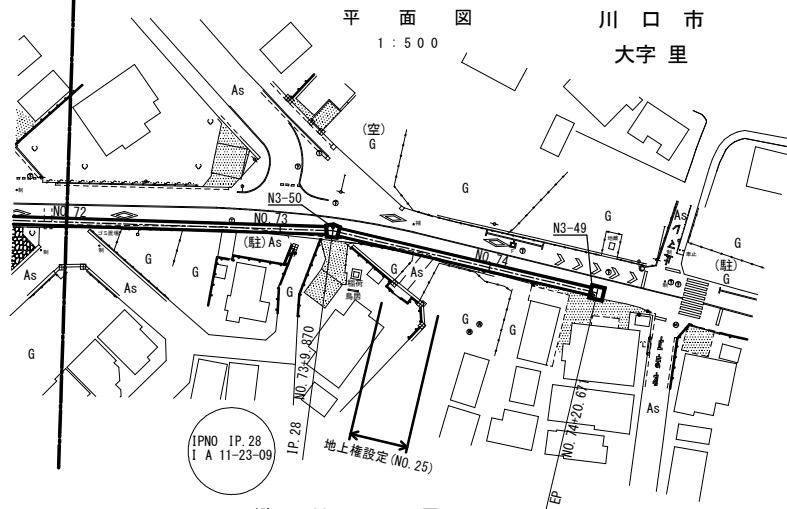 平面図
1:500
川口市
大字 里
As
(空)
G
G
N3-50
N3-49
NO.72
NO.73
NO.74
(駐)As
As
As
G
G
G
G
As
G
As
G
(駐)
G
G
G
稲荷
鳥居
As
NO.73+9.870
IP.28
地上権設定(NO.25)
NO.74+20.671
EP
IPNO IP.28
I A 11-23-09